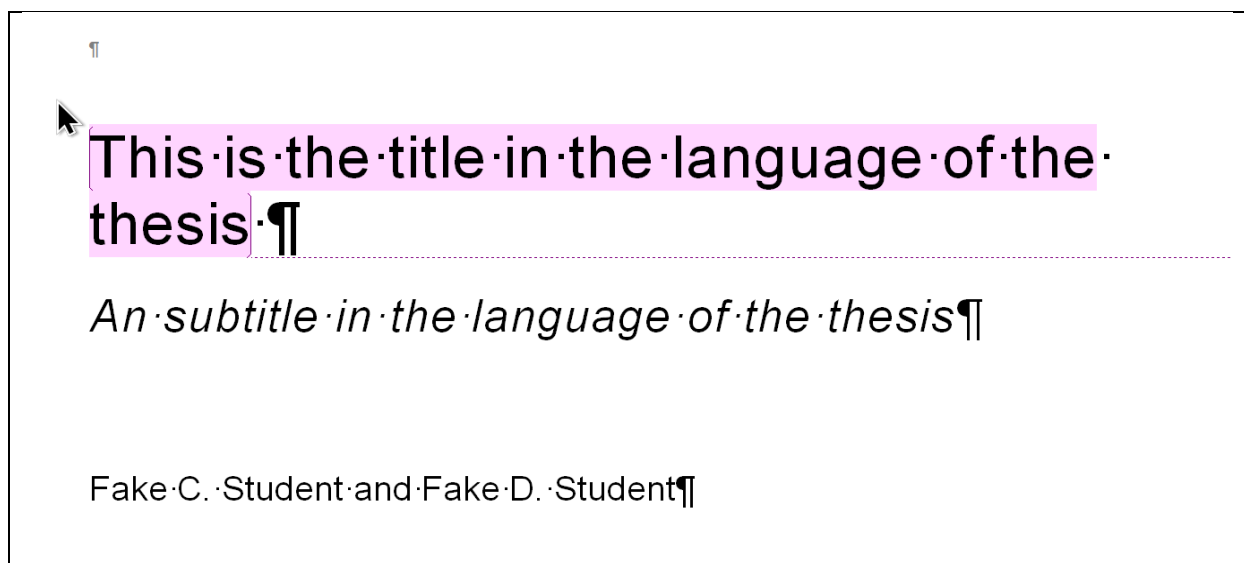 ¶
This·is·the·title·in·the·language·of·the·
thesis·¶
An·subtitle·in·the·language·of·the·thesis¶
Fake·C.·Student·and·Fake·D.·Student¶